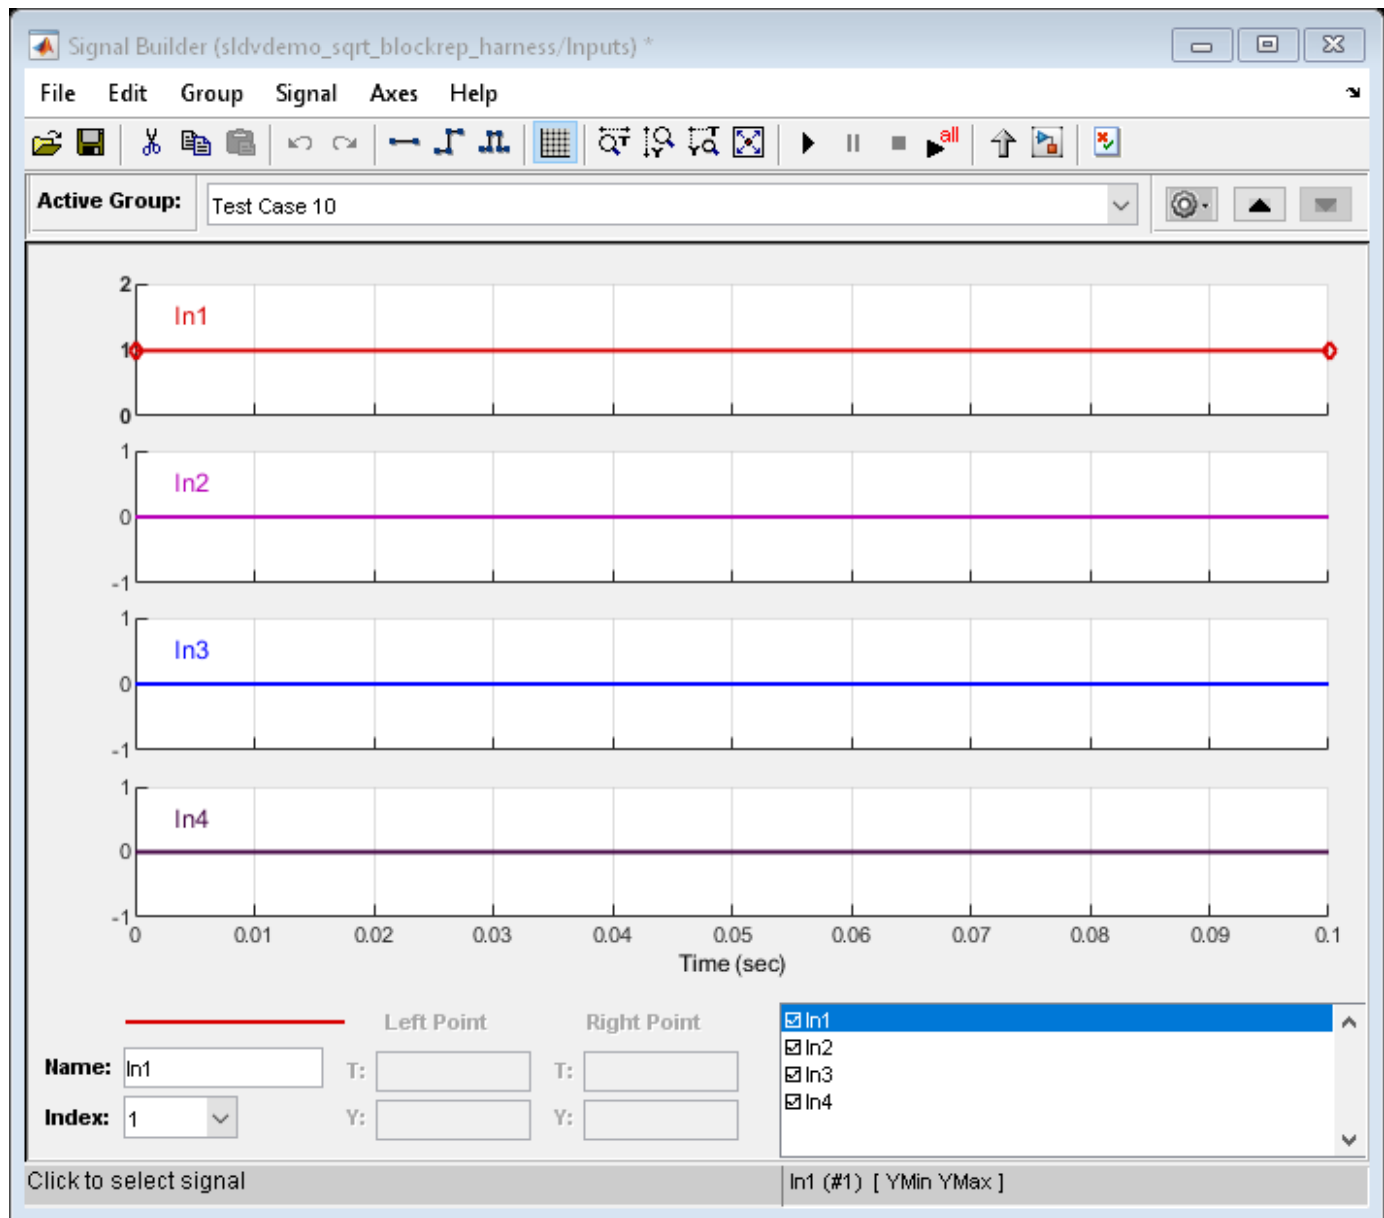 Signal Builder (sldvdemo_sqrt_blockrep_harness/Inputs) *
File Edit Group Signal Axes Help
all
Active Group: Test Case 10
2
In1
1
0
1
In2
0
-1
1
In3
0
-1
1
In4
0
-1
0 0.01 0.02 0.03 0.04 0.05 0.06 0.07 0.08 0.09 0.1
Time (sec)
Left Point Right Point
Name: In1 T: T:
Index: 1 Y: Y:
In1
In2
In3
In4
Click to select signal In1 (#1) [ YMin YMax ]